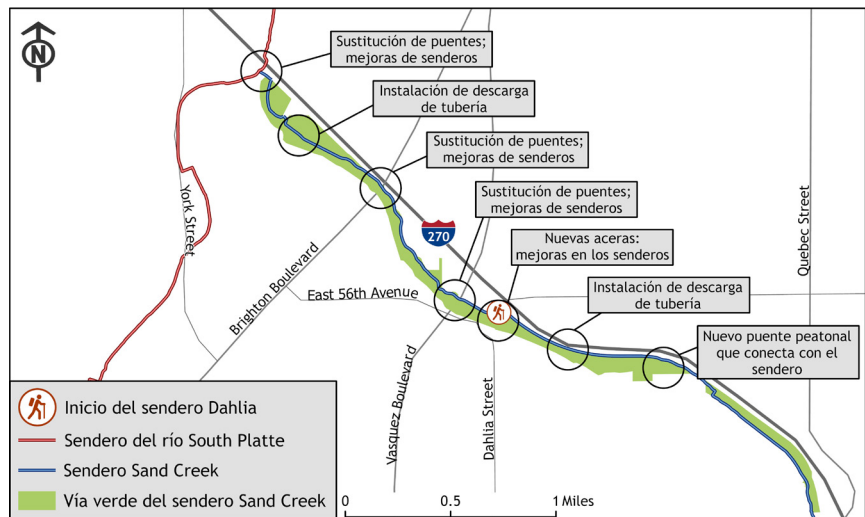 N
Sustitución de puentes;
mejoras de senderos
Instalación de descarga
de tubería
Sustitución de puentes;
mejoras de senderos
Sustitución de puentes;
mejoras de senderos
270
Nuevas aceras:
mejoras en los senderos
Instalación de descarga
de tubería
Nuevo puente peatonal
que conecta con el
sendero
York Street
Brighton Boulevard
East 56th Avenue
Vasquez Boulevard
Dahlia Street
Quebec Street
Inicio del sendero Dahlia
Sendero del río South Platte
Sendero Sand Creek
Vía verde del sendero Sand Creek
0 0.5 1 Miles